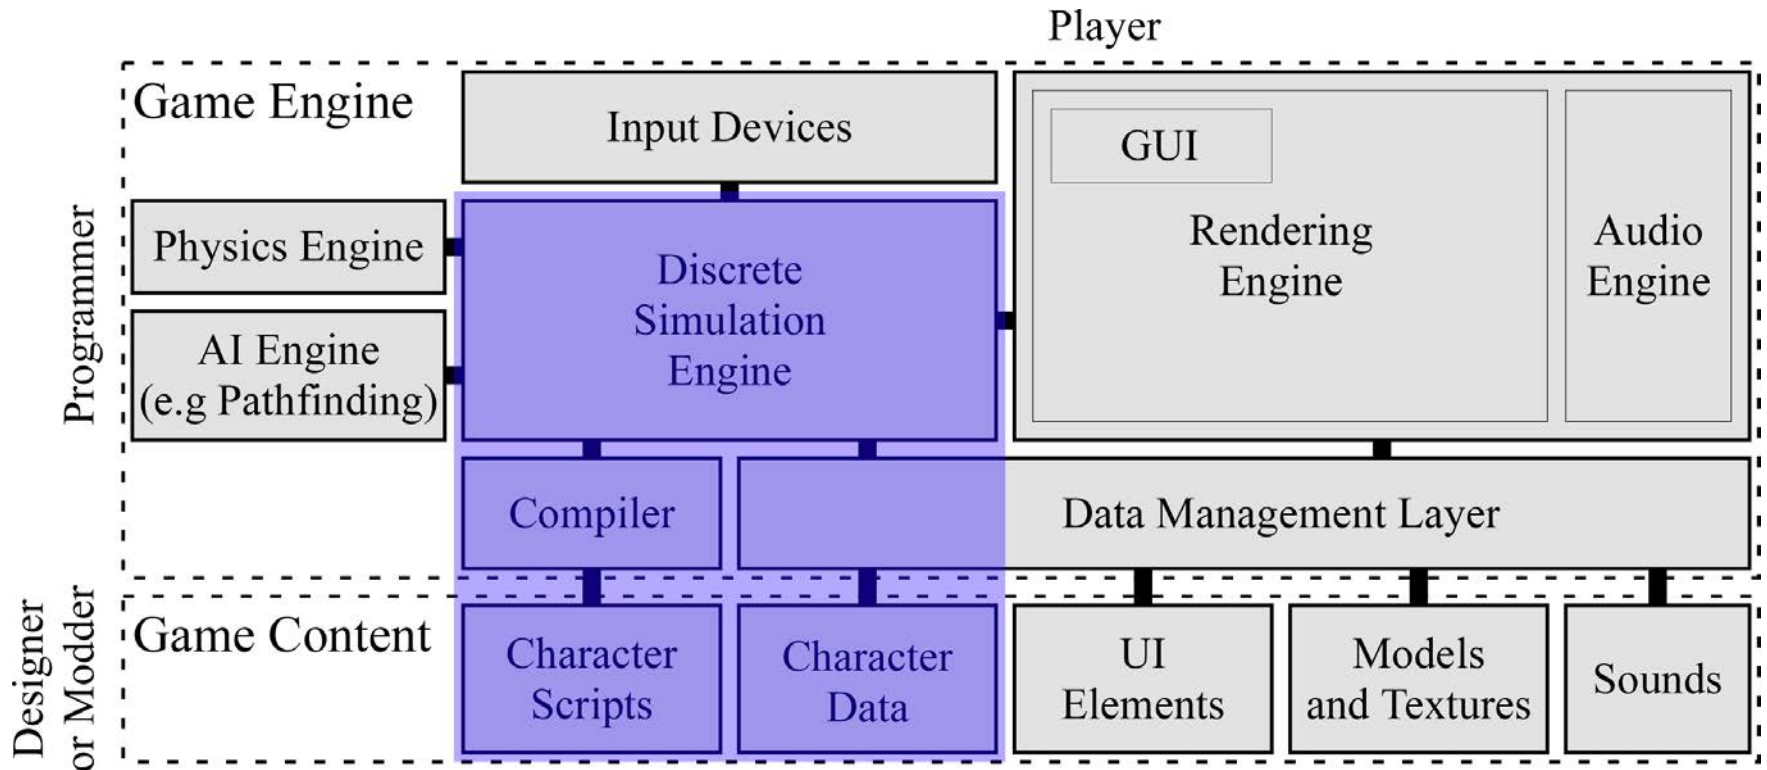 Player
Game Engine
Input Devices
GUI
Rendering
Engine
Audio
Engine
Programmer
Physics Engine
AI Engine
(e.g Pathfinding)
Discrete
Simulation
Engine
Compiler
Data Management Layer
Designer
or Modder
Game Content
Character
Scripts
Character
Data
UI
Elements
Models
and Textures
Sounds